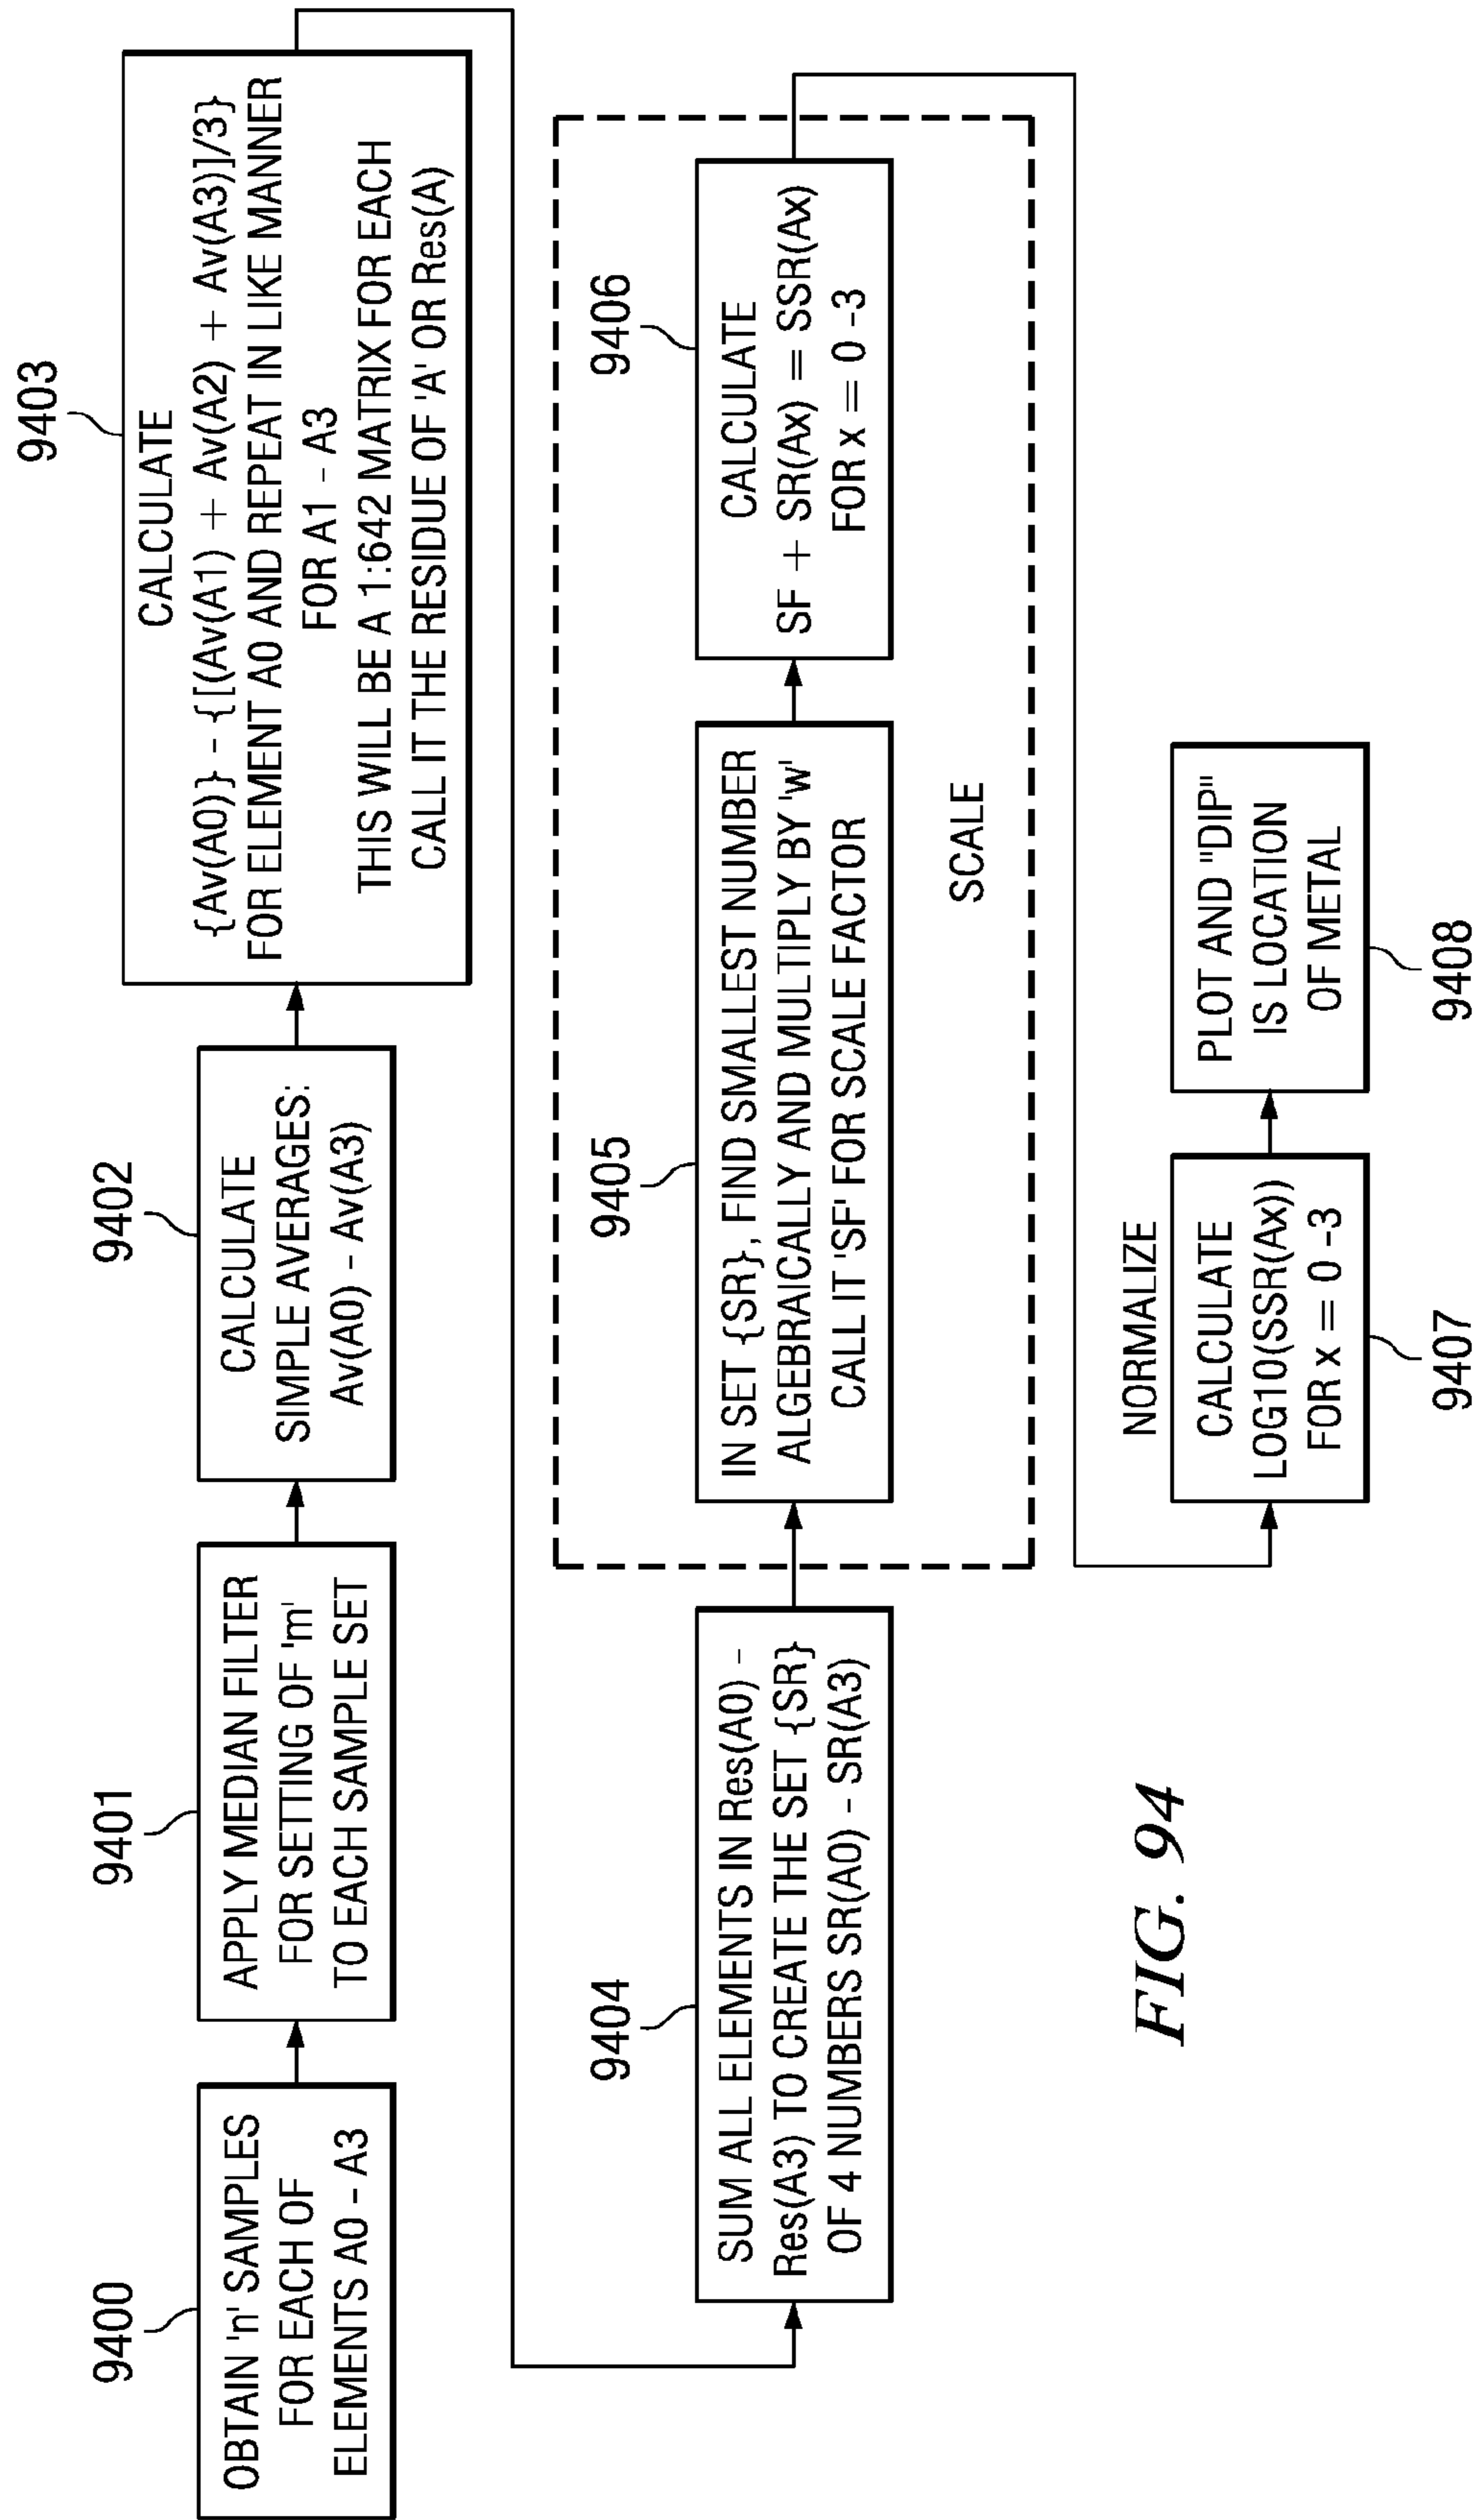 9400
OBTAIN 'n' SAMPLES
FOR EACH OF
ELEMENTS A0 - A3
9401
APPLY MEDIAN FILTER
FOR SETTING OF 'm'
TO EACH SAMPLE SET
9402
CALCULATE
SIMPLE AVERAGES:
Av(A0) - Av(A3)
9403
CALCULATE
{Av(A0)} - {[(Av(A1) + Av(A2) + Av(A3)]/3}
FOR ELEMENT A0 AND REPEAT IN LIKE MANNER
FOR A1 - A3
THIS WILL BE A 1:642 MATRIX FOR EACH
CALL IT THE RESIDUE OF 'A' OR Res(A)
9404
SUM ALL ELEMENTS IN Res(A0) -
Res(A3) TO CREATE THE SET {SR}
OF 4 NUMBERS SR(A0) - SR(A3)
9405
IN SET {SR}, FIND SMALLEST NUMBER
ALGEBRAICALLY AND MULTIPLY BY 'w'
CALL IT 'SF' FOR SCALE FACTOR
9406
CALCULATE
SF + SR(Ax) = SSR(Ax)
FOR x = 0 -3
SCALE
NORMALIZE
CALCULATE
LOG10(SSR(Ax))
FOR x = 0 -3
9407
PLOT AND "DIP"
IS LOCATION
OF METAL
9408
FIG. 94